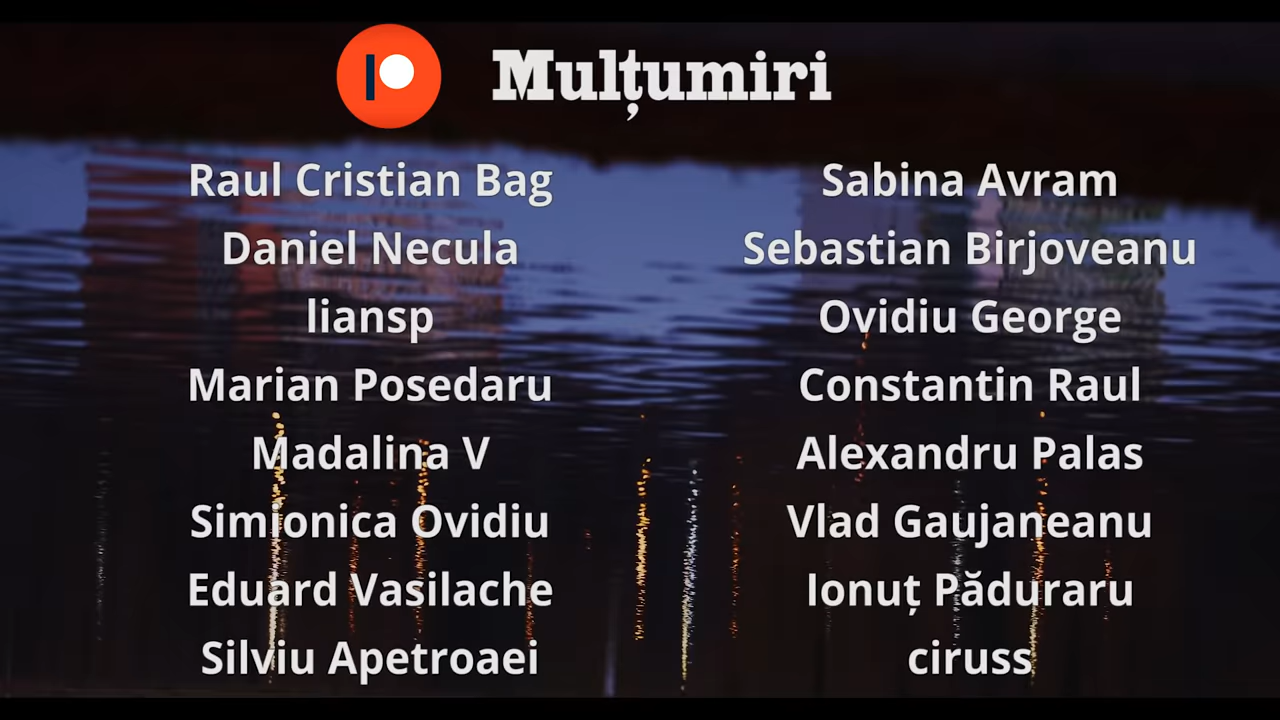 Mulțumiri
Raul Cristian Bag
Daniel Necula
liansp
Marian Posedaru
Madalina V
Simionica Ovidiu
Eduard Vasilache
Silviu Apetroaei
Sabina Avram
Sebastian Birjoveanu
Ovidiu George
Constantin Raul
Alexandru Palas
Vlad Gaujaneanu
Ionuț Păduraru
ciruss